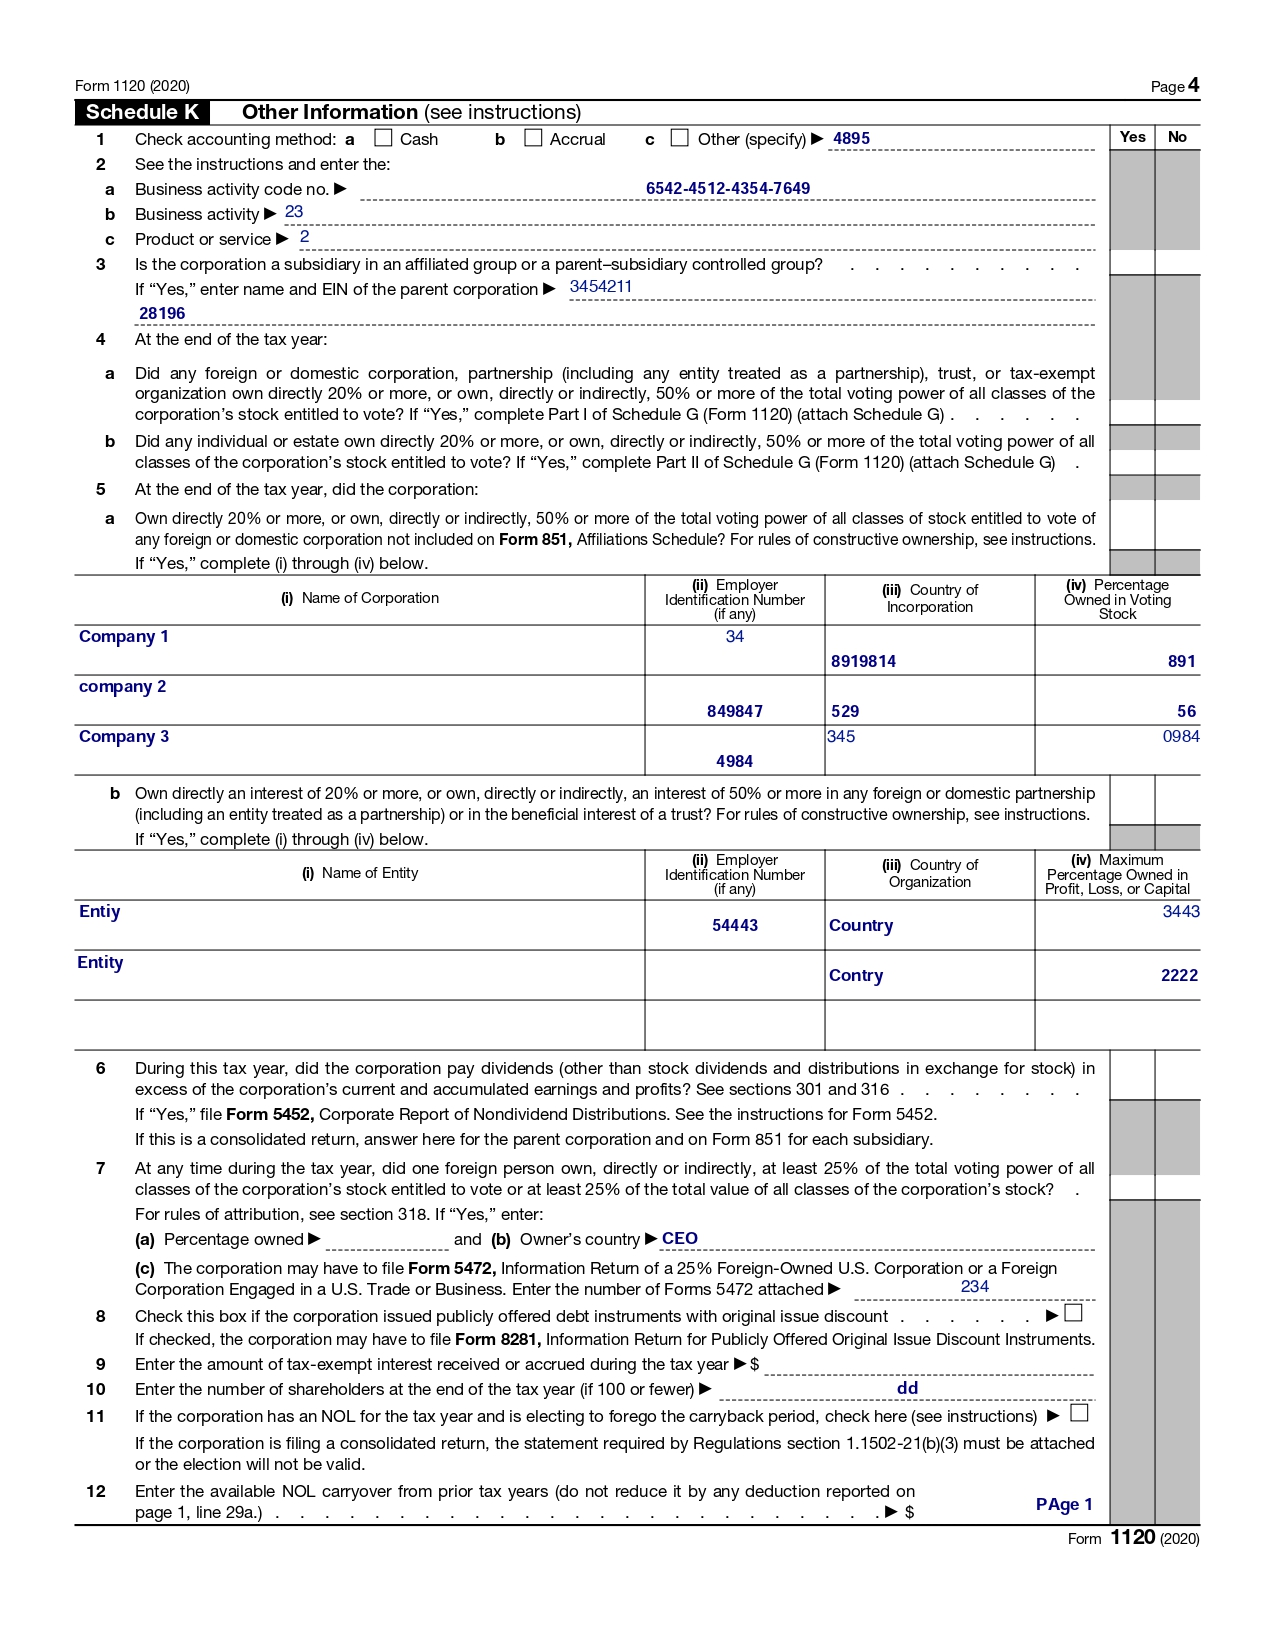 Form 1120 (2020) Page 4
Schedule K Other Information (see instructions)
1 Check accounting method: a Cash b Accrual c Other (specify) ▶ 4895 Yes No
2 See the instructions and enter the:
a Business activity code no. ▶ 6542-4512-4354-7649
b Business activity ▶ 23
c Product or service ▶ 2
3 Is the corporation a subsidiary in an affiliated group or a parent–subsidiary controlled group? . . . . . . . . . .
If “Yes,” enter name and EIN of the parent corporation ▶ 3454211
28196
4 At the end of the tax year:
a Did any foreign or domestic corporation, partnership (including any entity treated as a partnership), trust, or tax-exempt
organization own directly 20% or more, or own, directly or indirectly, 50% or more of the total voting power of all classes of the
corporation’s stock entitled to vote? If “Yes,” complete Part I of Schedule G (Form 1120) (attach Schedule G) . . . . . .
b Did any individual or estate own directly 20% or more, or own, directly or indirectly, 50% or more of the total voting power of all
classes of the corporation’s stock entitled to vote? If “Yes,” complete Part II of Schedule G (Form 1120) (attach Schedule G) .
5 At the end of the tax year, did the corporation:
a Own directly 20% or more, or own, directly or indirectly, 50% or more of the total voting power of all classes of stock entitled to vote of
any foreign or domestic corporation not included on Form 851, Affiliations Schedule? For rules of constructive ownership, see instructions.
If “Yes,” complete (i) through (iv) below.
(i) Name of Corporation
(ii) Employer
Identification Number
(if any)
(iii) Country of
Incorporation
(iv) Percentage
Owned in Voting
Stock
Company 1 34 8919814 891
company 2 849847 529 56
Company 3 4984 345 0984
b Own directly an interest of 20% or more, or own, directly or indirectly, an interest of 50% or more in any foreign or domestic partnership
(including an entity treated as a partnership) or in the beneficial interest of a trust? For rules of constructive ownership, see instructions.
If “Yes,” complete (i) through (iv) below.
(i) Name of Entity
(ii) Employer
Identification Number
(if any)
(iii) Country of
Organization
(iv) Maximum
Percentage Owned in
Profit, Loss, or Capital
Entiy 54443 Country 3443
Entity Contry 2222
6 During this tax year, did the corporation pay dividends (other than stock dividends and distributions in exchange for stock) in
excess of the corporation’s current and accumulated earnings and profits? See sections 301 and 316 . . . . . . . .
If “Yes,” file Form 5452, Corporate Report of Nondividend Distributions. See the instructions for Form 5452.
If this is a consolidated return, answer here for the parent corporation and on Form 851 for each subsidiary.
7 At any time during the tax year, did one foreign person own, directly or indirectly, at least 25% of the total voting power of all
classes of the corporation’s stock entitled to vote or at least 25% of the total value of all classes of the corporation’s stock? .
For rules of attribution, see section 318. If “Yes,” enter:
(a) Percentage owned ▶ and (b) Owner’s country ▶ CEO
(c) The corporation may have to file Form 5472, Information Return of a 25% Foreign-Owned U.S. Corporation or a Foreign
Corporation Engaged in a U.S. Trade or Business. Enter the number of Forms 5472 attached ▶ 234
8 Check this box if the corporation issued publicly offered debt instruments with original issue discount . . . . . . ▶
If checked, the corporation may have to file Form 8281, Information Return for Publicly Offered Original Issue Discount Instruments.
9 Enter the amount of tax-exempt interest received or accrued during the tax year ▶ $
10 Enter the number of shareholders at the end of the tax year (if 100 or fewer) ▶ dd
11 If the corporation has an NOL for the tax year and is electing to forego the carryback period, check here (see instructions) ▶
If the corporation is filing a consolidated return, the statement required by Regulations section 1.1502-21(b)(3) must be attached
or the election will not be valid.
12 Enter the available NOL carryover from prior tax years (do not reduce it by any deduction reported on
page 1, line 29a.) . . . . . . . . . . . . . . . . . . . . . . . . . ▶ $ PAge 1
Form 1120 (2020)